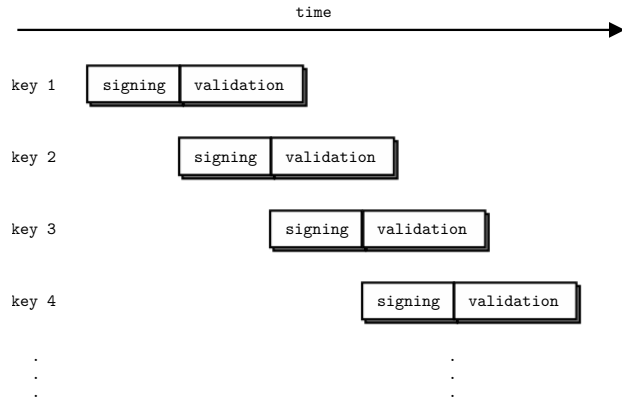 time
key 1 signing validation
key 2 signing validation
key 3 signing validation
key 4 signing validation
. .
. .
. .